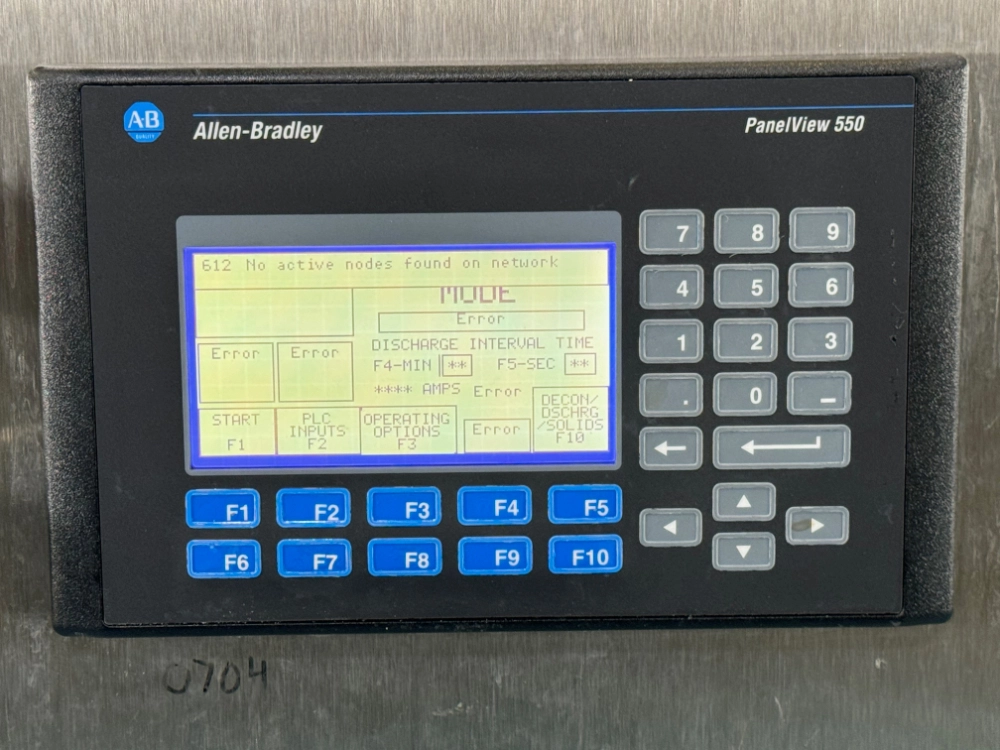 A·B
QUALITY
Allen-Bradley
PanelView 550
612 No active nodes found on network
MODE
Error
DISCHARGE INTERVAL TIME
Error Error
F4-MIN ** F5-SEC **
**** AMPS Error
START
F1
PLC
INPUTS
F2
OPERATING
OPTIONS
F3
Error
DECON/
DSCHRG
/SOLIDS
F10
7 8 9
4 5 6
1 2 3
. 0 −
← ↵
F1 F2 F3 F4 F5
F6 F7 F8 F9 F10
▲
◀ ▶
▼
0704